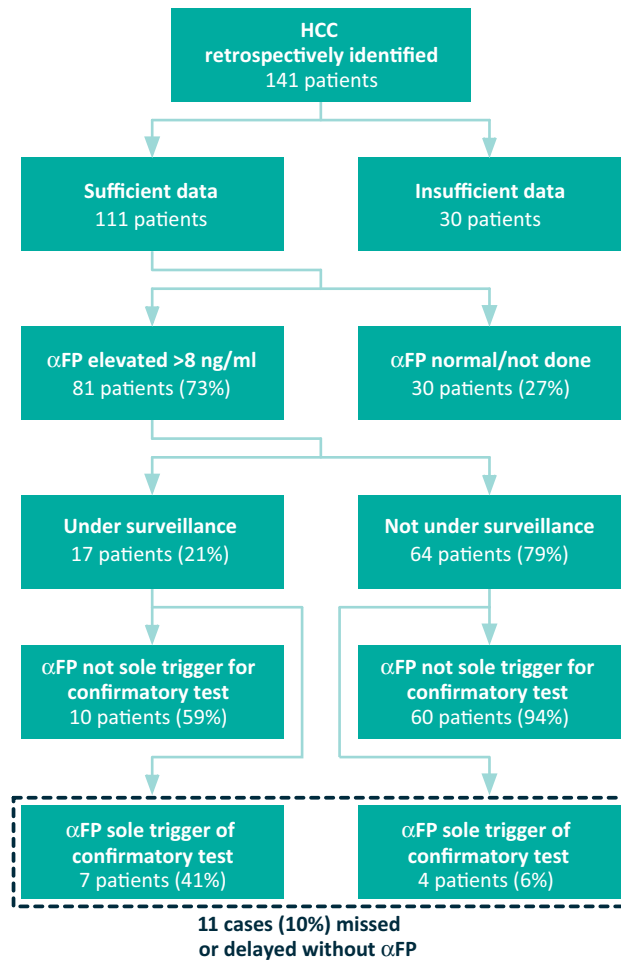 HCC
retrospectively identified
141 patients
Sufficient data
111 patients
Insufficient data
30 patients
αFP elevated >8 ng/ml
81 patients (73%)
αFP normal/not done
30 patients (27%)
Under surveillance
17 patients (21%)
Not under surveillance
64 patients (79%)
αFP not sole trigger for
confirmatory test
10 patients (59%)
αFP not sole trigger for
confirmatory test
60 patients (94%)
αFP sole trigger of
confirmatory test
7 patients (41%)
αFP sole trigger of
confirmatory test
4 patients (6%)
11 cases (10%) missed
or delayed without αFP